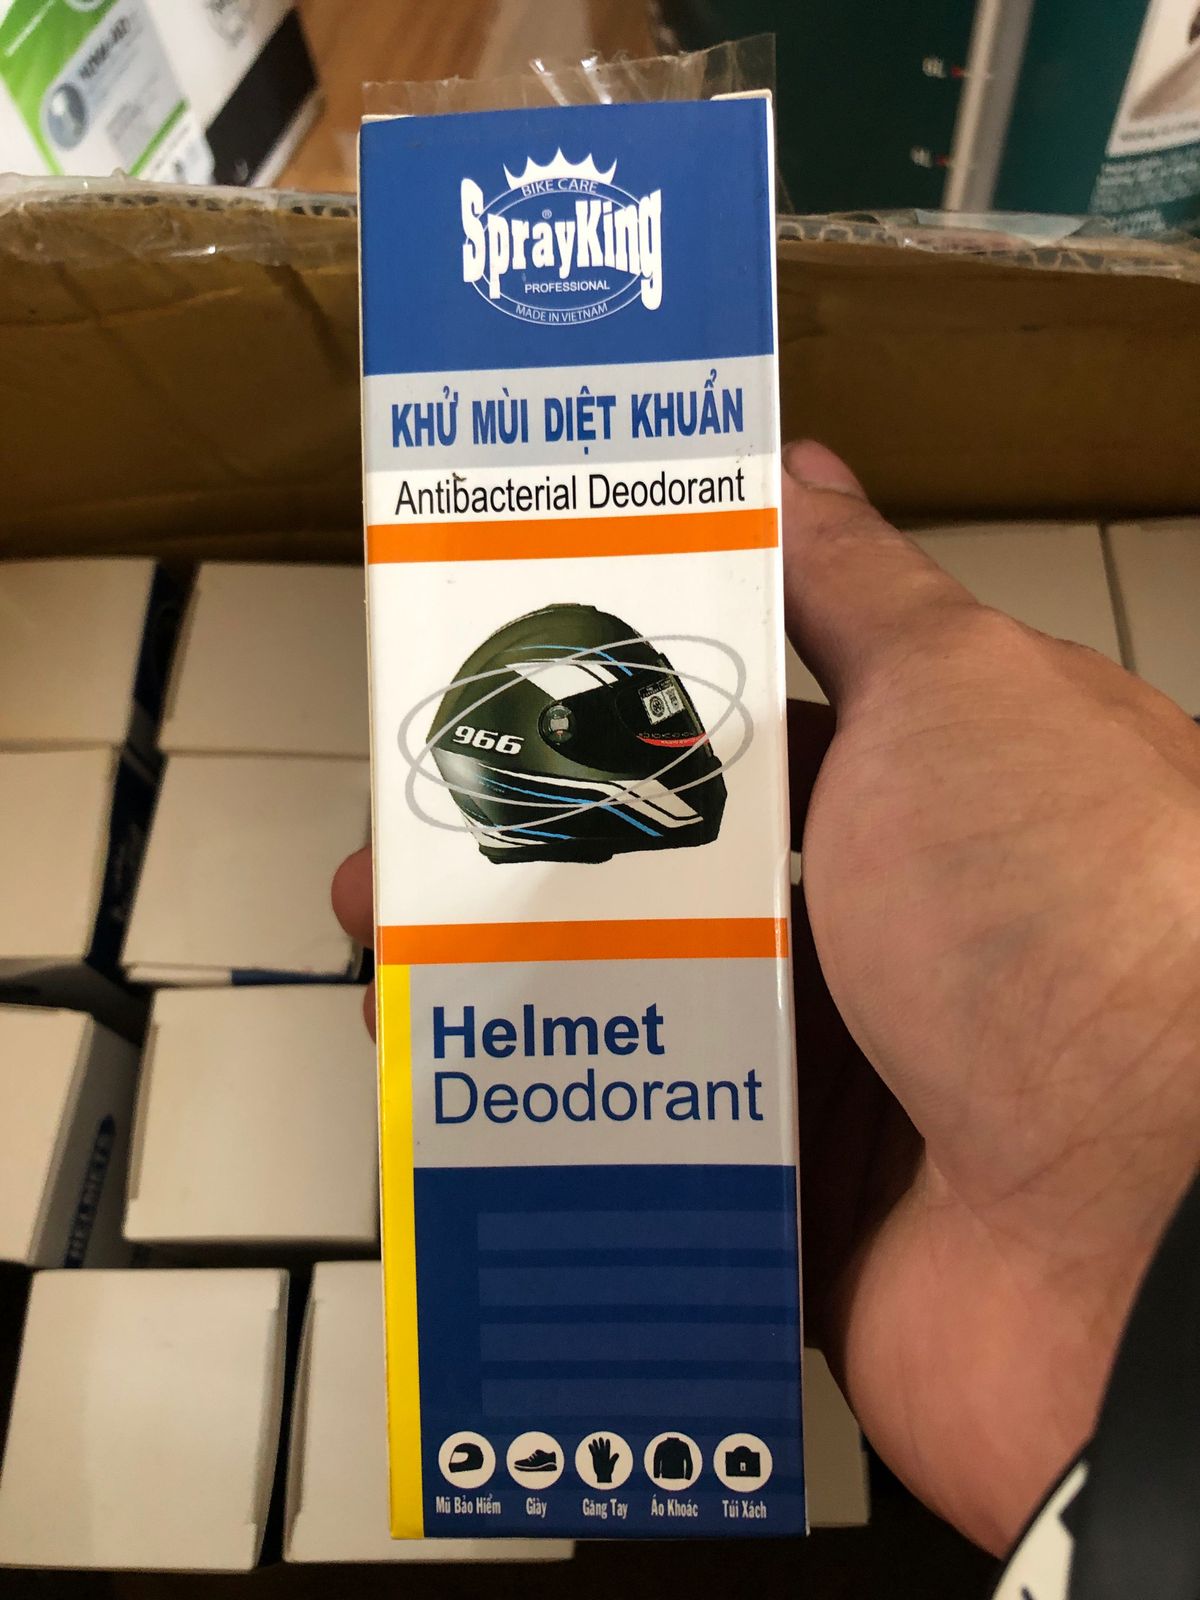 BIKE CARE
SprayKing
®
PROFESSIONAL
MADE IN VIETNAM
KHỬ MÙI DIỆT KHUẨN
Antibacterial Deodorant
966
Helmet
Deodorant
Mũ Bảo Hiểm
Giày
Găng Tay
Áo Khoác
Túi Xách
HELMETS